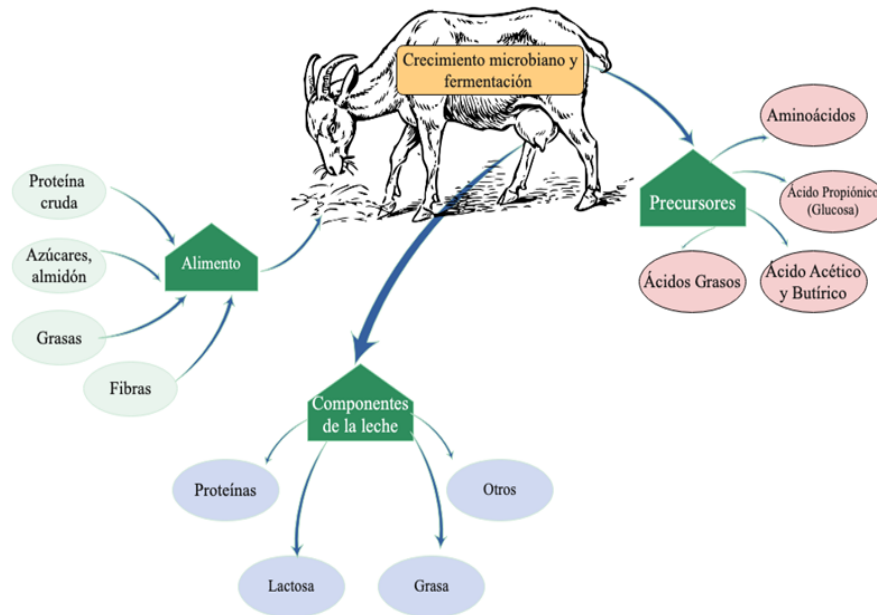 Crecimiento microbiano y
fermentación
Aminoácidos
Proteína
cruda
Ácido Propiónico
(Glucosa)
Precursores
Azúcares,
almidón
Alimento
Ácidos Grasos
Ácido Acético
y Butírico
Grasas
Fibras
Componentes
de la leche
Proteínas
Otros
Lactosa
Grasa